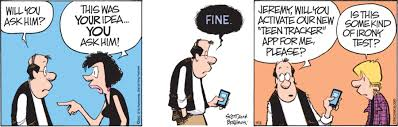 WILL YOU
ASK HIM?
THIS WAS
YOUR IDEA...
YOU
ASK HIM!
FINE.
JEREMY, WILL YOU
ACTIVATE OUR NEW
"TEEN TRACKER"
APP FOR ME,
PLEASE?
IS THIS
SOME KIND
OF IRONY
TEST?